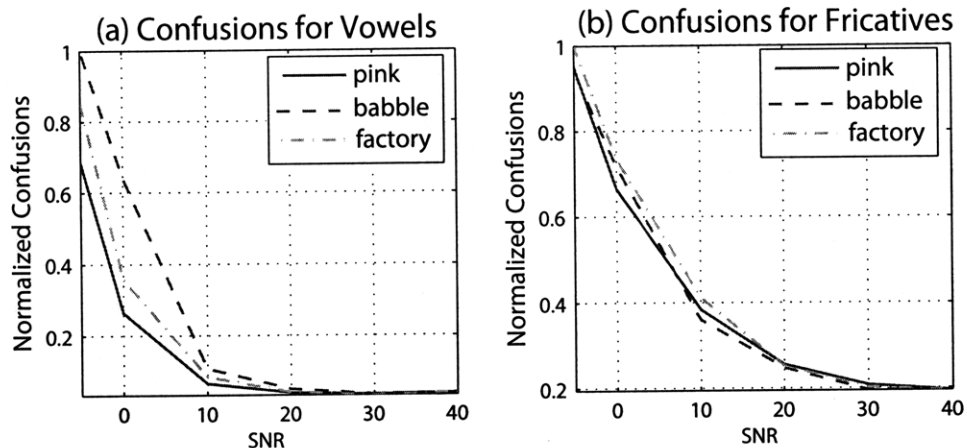 (a) Confusions for Vowels
Normalized Confusions
1
0.8
0.6
0.4
0.2
0
10
20
30
40
SNR
pink
babble
factory
(b) Confusions for Fricatives
Normalized Confusions
1
0.8
0.6
0.4
0.2
0
10
20
30
40
SNR
pink
babble
factory